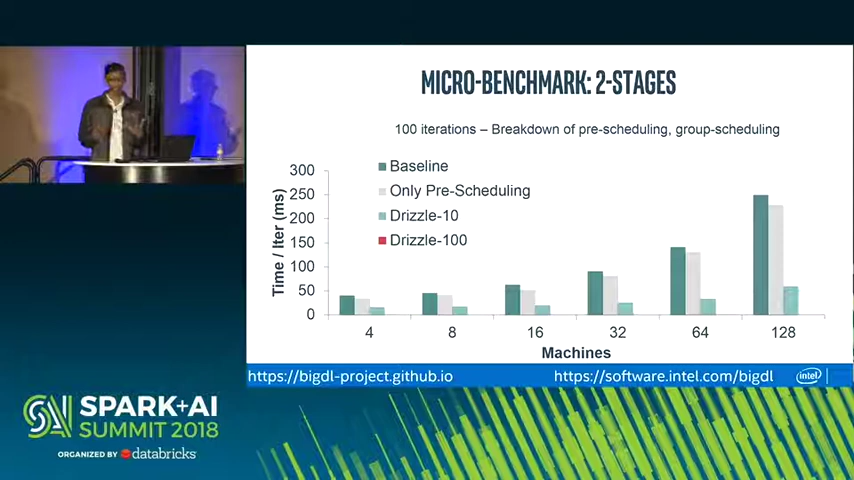 MICRO-BENCHMARK: 2-STAGES
100 iterations – Breakdown of pre-scheduling, group-scheduling
Time / Iter (ms)
300
250
200
150
100
50
0
Baseline
Only Pre-Scheduling
Drizzle-10
Drizzle-100
4 8 16 32 64 128
Machines
https://bigdl-project.github.io https://software.intel.com/bigdl intel
SPARK+AI
SUMMIT 2018
ORGANIZED BY databricks